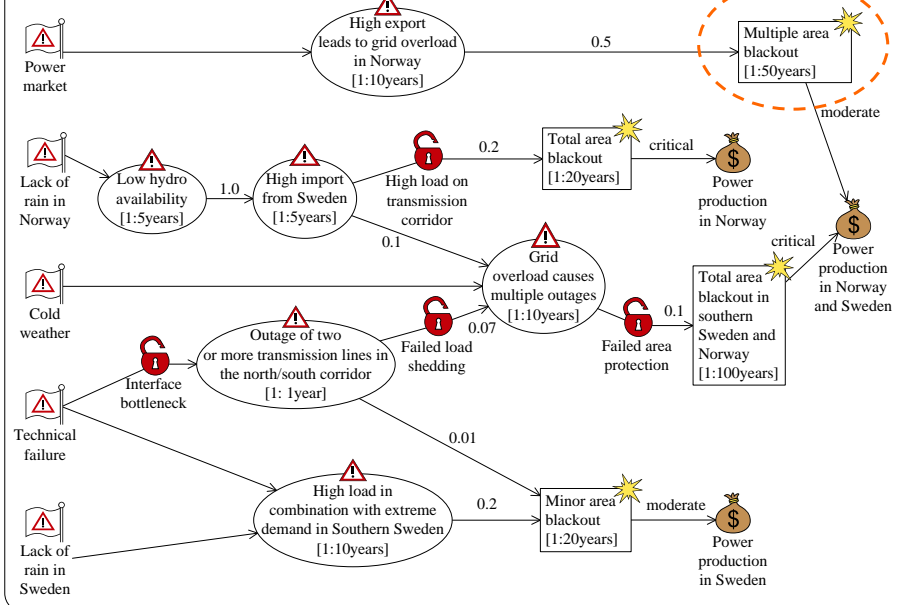 High export
leads to grid overload
in Norway
[1:10years]
0.5
Multiple area
blackout
[1:50years]
Power
market
moderate
Lack of
rain in
Norway
Low hydro
availability
[1:5years]
1.0
High import
from Sweden
[1:5years]
High load on
transmission
corridor
0.2
Total area
blackout
[1:20years]
critical
$
Power
production
in Norway
0.1
Cold
weather
Grid
overload causes
multiple outages
[1:10years]
Failed area
protection
0.1
Total area
blackout in
southern
Sweden and
Norway
[1:100years]
critical
$
Power
production
in Norway
and Sweden
Interface
bottleneck
Outage of two
or more transmission lines in
the north/south corridor
[1: 1year]
Failed load
shedding
0.07
Technical
failure
0.01
High load in
combination with extreme
demand in Southern Sweden
[1:10years]
0.2
Minor area
blackout
[1:20years]
moderate
$
Power
production
in Sweden
Lack of
rain in
Sweden